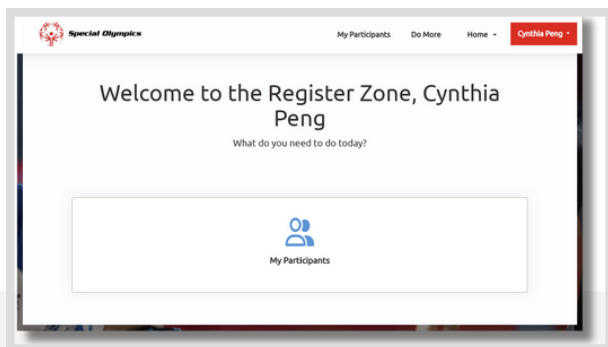 Special Olympics
My Participants Do More Home Cynthia Peng
Welcome to the Register Zone, Cynthia
Peng
What do you need to do today?
My Participants